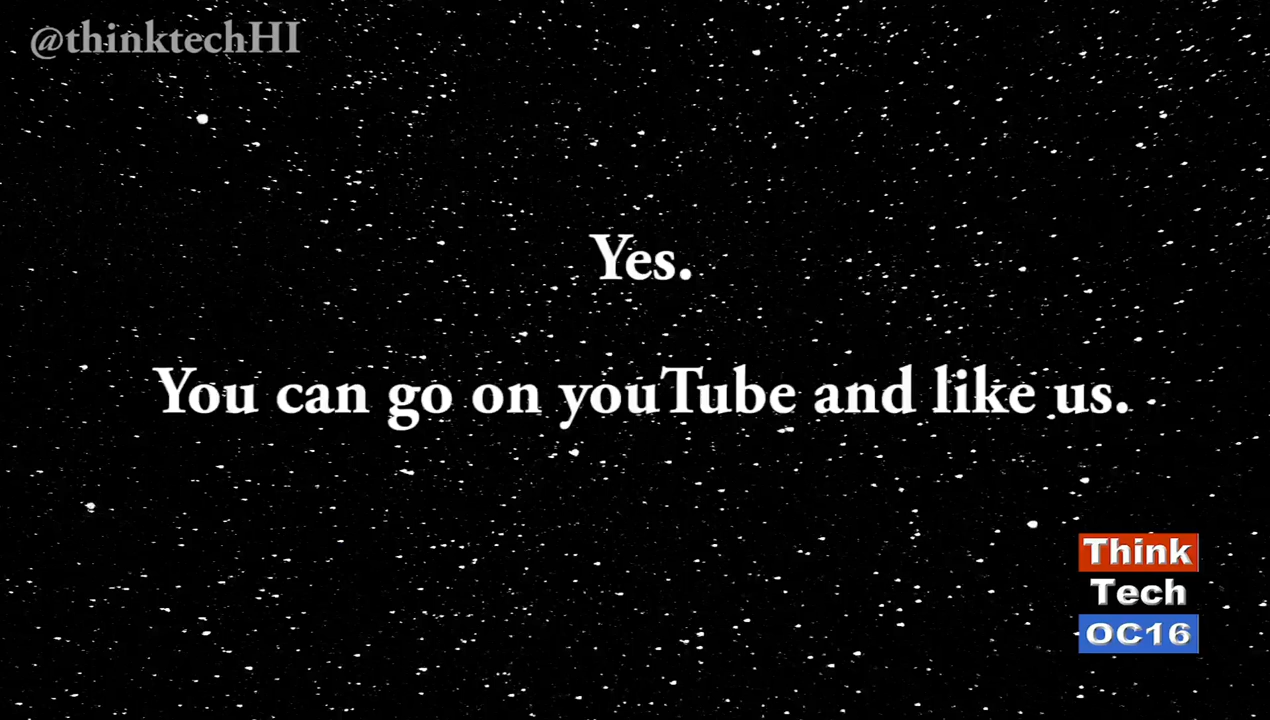 @thinktechHI
Yes.
You can go on youTube and like us.
Think
Tech
OC16